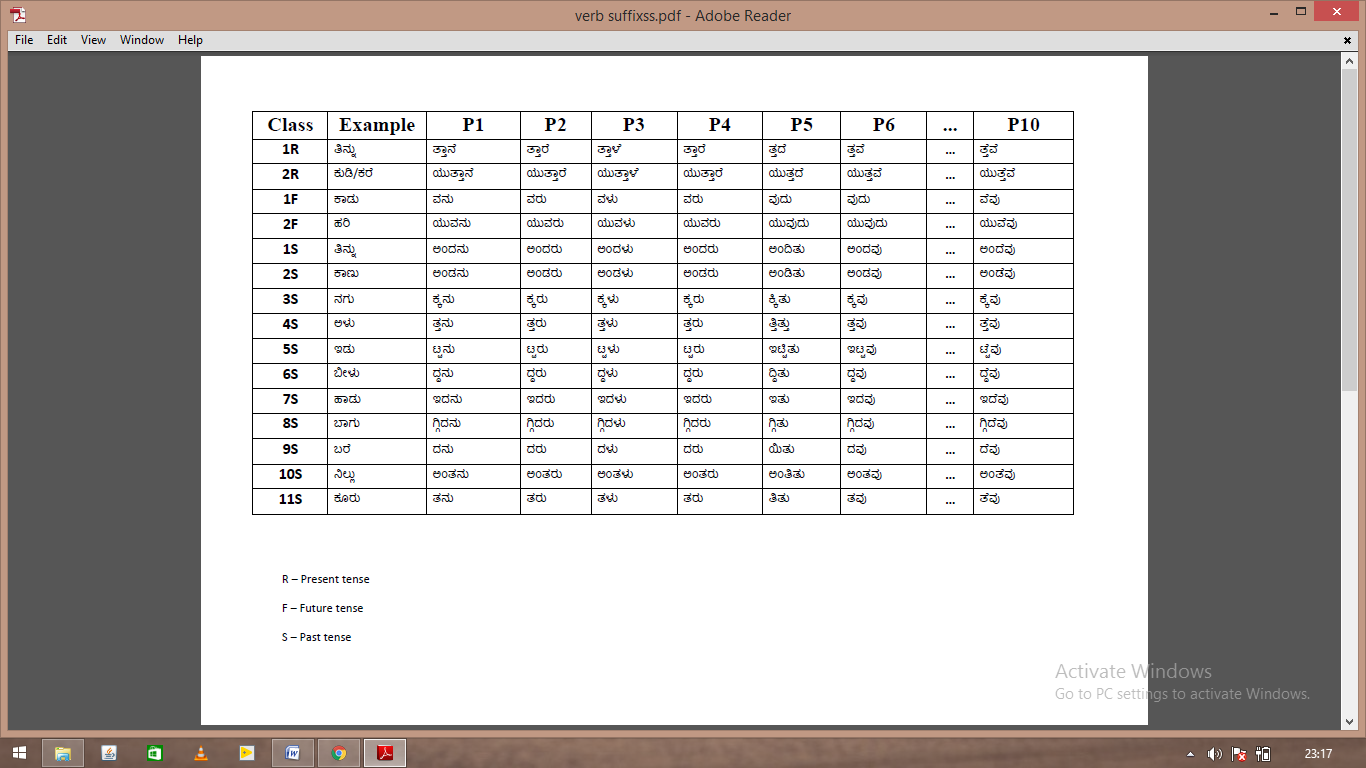 verb suffixss.pdf - Adobe Reader
File Edit View Window Help
Class Example P1 P2 P3 P4 P5 P6 ... P10
1R ತಿನ್ನು ತ್ತಾನೆ ತ್ತಾರೆ ತ್ತಾಳೆ ತ್ತಾರೆ ತ್ತದೆ ತ್ತವೆ ... ತ್ತೆವೆ
2R ಕುಡಿ/ಕರೆ ಯುತ್ತಾನೆ ಯುತ್ತಾರೆ ಯುತ್ತಾಳೆ ಯುತ್ತಾರೆ ಯುತ್ತದೆ ಯುತ್ತವೆ ... ಯುತ್ತೆವೆ
1F ಕಾಡು ವನು ವರು ವಳು ವರು ವುದು ವುದು ... ವೆವು
2F ಹರಿ ಯುವನು ಯುವರು ಯುವಳು ಯುವರು ಯುವುದು ಯುವುದು ... ಯುವೆವು
1S ತಿನ್ನು ಅಂದನು ಅಂದರು ಅಂದಳು ಅಂದರು ಅಂದಿತು ಅಂದವು ... ಅಂದೆವು
2S ಕಾಣು ಅಂಡನು ಅಂಡರು ಅಂಡಳು ಅಂಡರು ಅಂಡಿತು ಅಂಡವು ... ಅಂಡೆವು
3S ನಗು ಕ್ಕನು ಕ್ಕರು ಕ್ಕಳು ಕ್ಕರು ಕ್ಕಿತು ಕ್ಕವು ... ಕ್ಕೆವು
4S ಅಳು ತ್ತನು ತ್ತರು ತ್ತಳು ತ್ತರು ತ್ತಿತ್ತು ತ್ತವು ... ತ್ತೆವು
5S ಇಡು ಟ್ಟನು ಟ್ಟರು ಟ್ಟಳು ಟ್ಟರು ಇಟ್ಟಿತು ಇಟ್ಟವು ... ಟ್ಟೆವು
6S ಬೀಳು ದ್ದನು ದ್ದರು ದ್ದಳು ದ್ದರು ದ್ದಿತು ದ್ದವು ... ದ್ದೆವು
7S ಹಾಡು ಇದನು ಇದರು ಇದಳು ಇದರು ಇತು ಇದವು ... ಇದೆವು
8S ಬಾಗು ಗ್ಗಿದನು ಗ್ಗಿದರು ಗ್ಗಿದಳು ಗ್ಗಿದರು ಗ್ಗಿತು ಗ್ಗಿದವು ... ಗ್ಗಿದೆವು
9S ಬರೆ ದನು ದರು ದಳು ದರು ಯಿತು ದವು ... ದೆವು
10S ನಿಲ್ಲು ಅಂತನು ಅಂತರು ಅಂತಳು ಅಂತರು ಅಂತಿತು ಅಂತವು ... ಅಂತೆವು
11S ಕೂರು ತನು ತರು ತಳು ತರು ತಿತು ತವು ... ತೆವು
R – Present tense
F – Future tense
S – Past tense
Activate Windows
Go to PC settings to activate Windows.
23:17